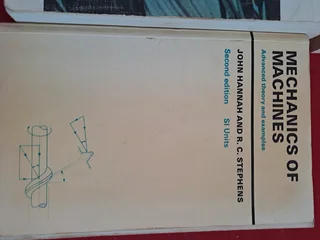 MECHANICS OF
MACHINES
Advanced theory and examples
JOHN HANNAH AND R. C. STEPHENS
Second edition SI Units